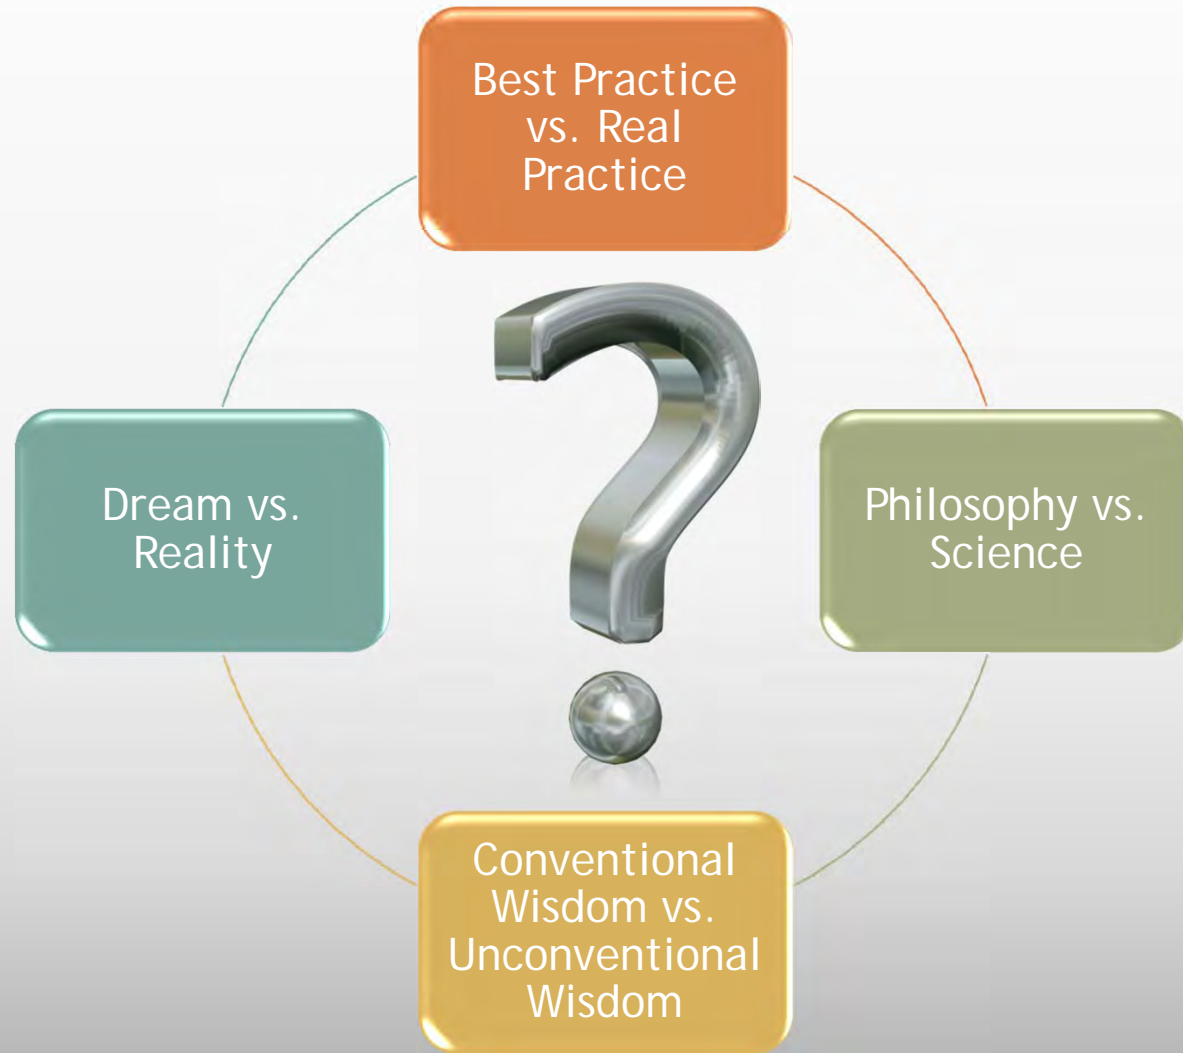 Best Practice
vs. Real
Practice
Dream vs.
Reality
Philosophy vs.
Science
Conventional
Wisdom vs.
Unconventional
Wisdom
?